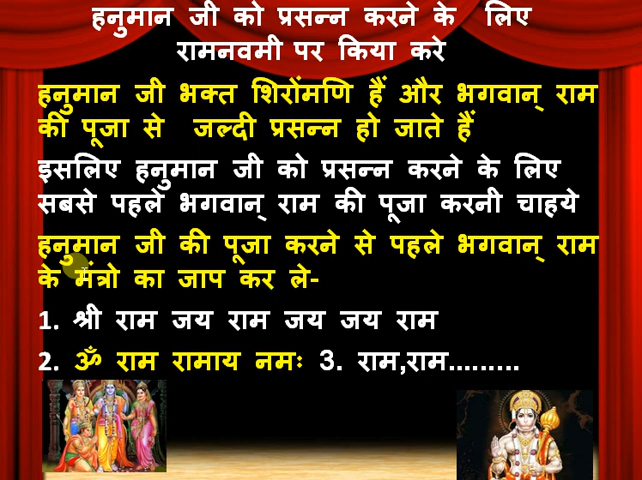 हनुमान जी को प्रसन्न करने के लिए
रामनवमी पर किया करे
हनुमान जी भक्त शिरोंमणि हैं और भगवान् राम
की पूजा से जल्दी प्रसन्न हो जाते हैं
इसलिए हनुमान जी को प्रसन्न करने के लिए
सबसे पहले भगवान् राम की पूजा करनी चाहये
हनुमान जी की पूजा करने से पहले भगवान् राम
के मंत्रो का जाप कर ले-
1. श्री राम जय राम जय जय राम
2. ॐ राम रामाय नमः 3. राम,राम.........